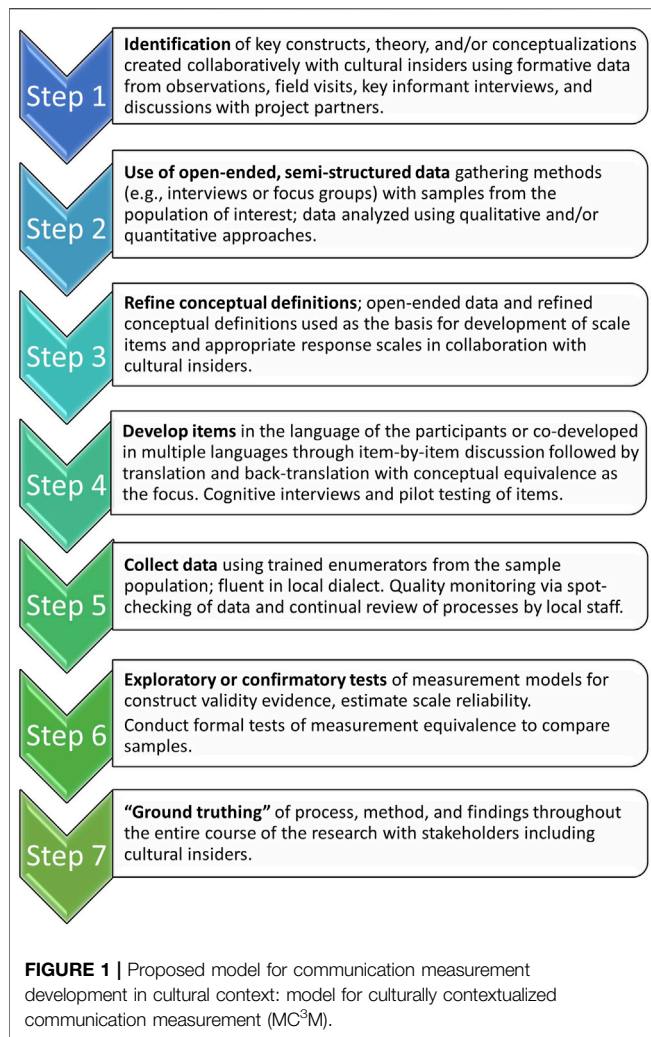 Step 1
Identification of key constructs, theory, and/or conceptualizations
created collaboratively with cultural insiders using formative data
from observations, field visits, key informant interviews, and
discussions with project partners.
Step 2
Use of open-ended, semi-structured data gathering methods
(e.g., interviews or focus groups) with samples from the
population of interest; data analyzed using qualitative and/or
quantitative approaches.
Step 3
Refine conceptual definitions; open-ended data and refined
conceptual definitions used as the basis for development of scale
items and appropriate response scales in collaboration with
cultural insiders.
Step 4
Develop items in the language of the participants or co-developed
in multiple languages through item-by-item discussion followed by
translation and back-translation with conceptual equivalence as
the focus. Cognitive interviews and pilot testing of items.
Step 5
Collect data using trained enumerators from the sample
population; fluent in local dialect. Quality monitoring via spot-
checking of data and continual review of processes by local staff.
Step 6
Exploratory or confirmatory tests of measurement models for
construct validity evidence, estimate scale reliability.
Conduct formal tests of measurement equivalence to compare
samples.
Step 7
“Ground truthing” of process, method, and findings throughout
the entire course of the research with stakeholders including
cultural insiders.
FIGURE 1 | Proposed model for communication measurement
development in cultural context: model for culturally contextualized
communication measurement (MC³M).